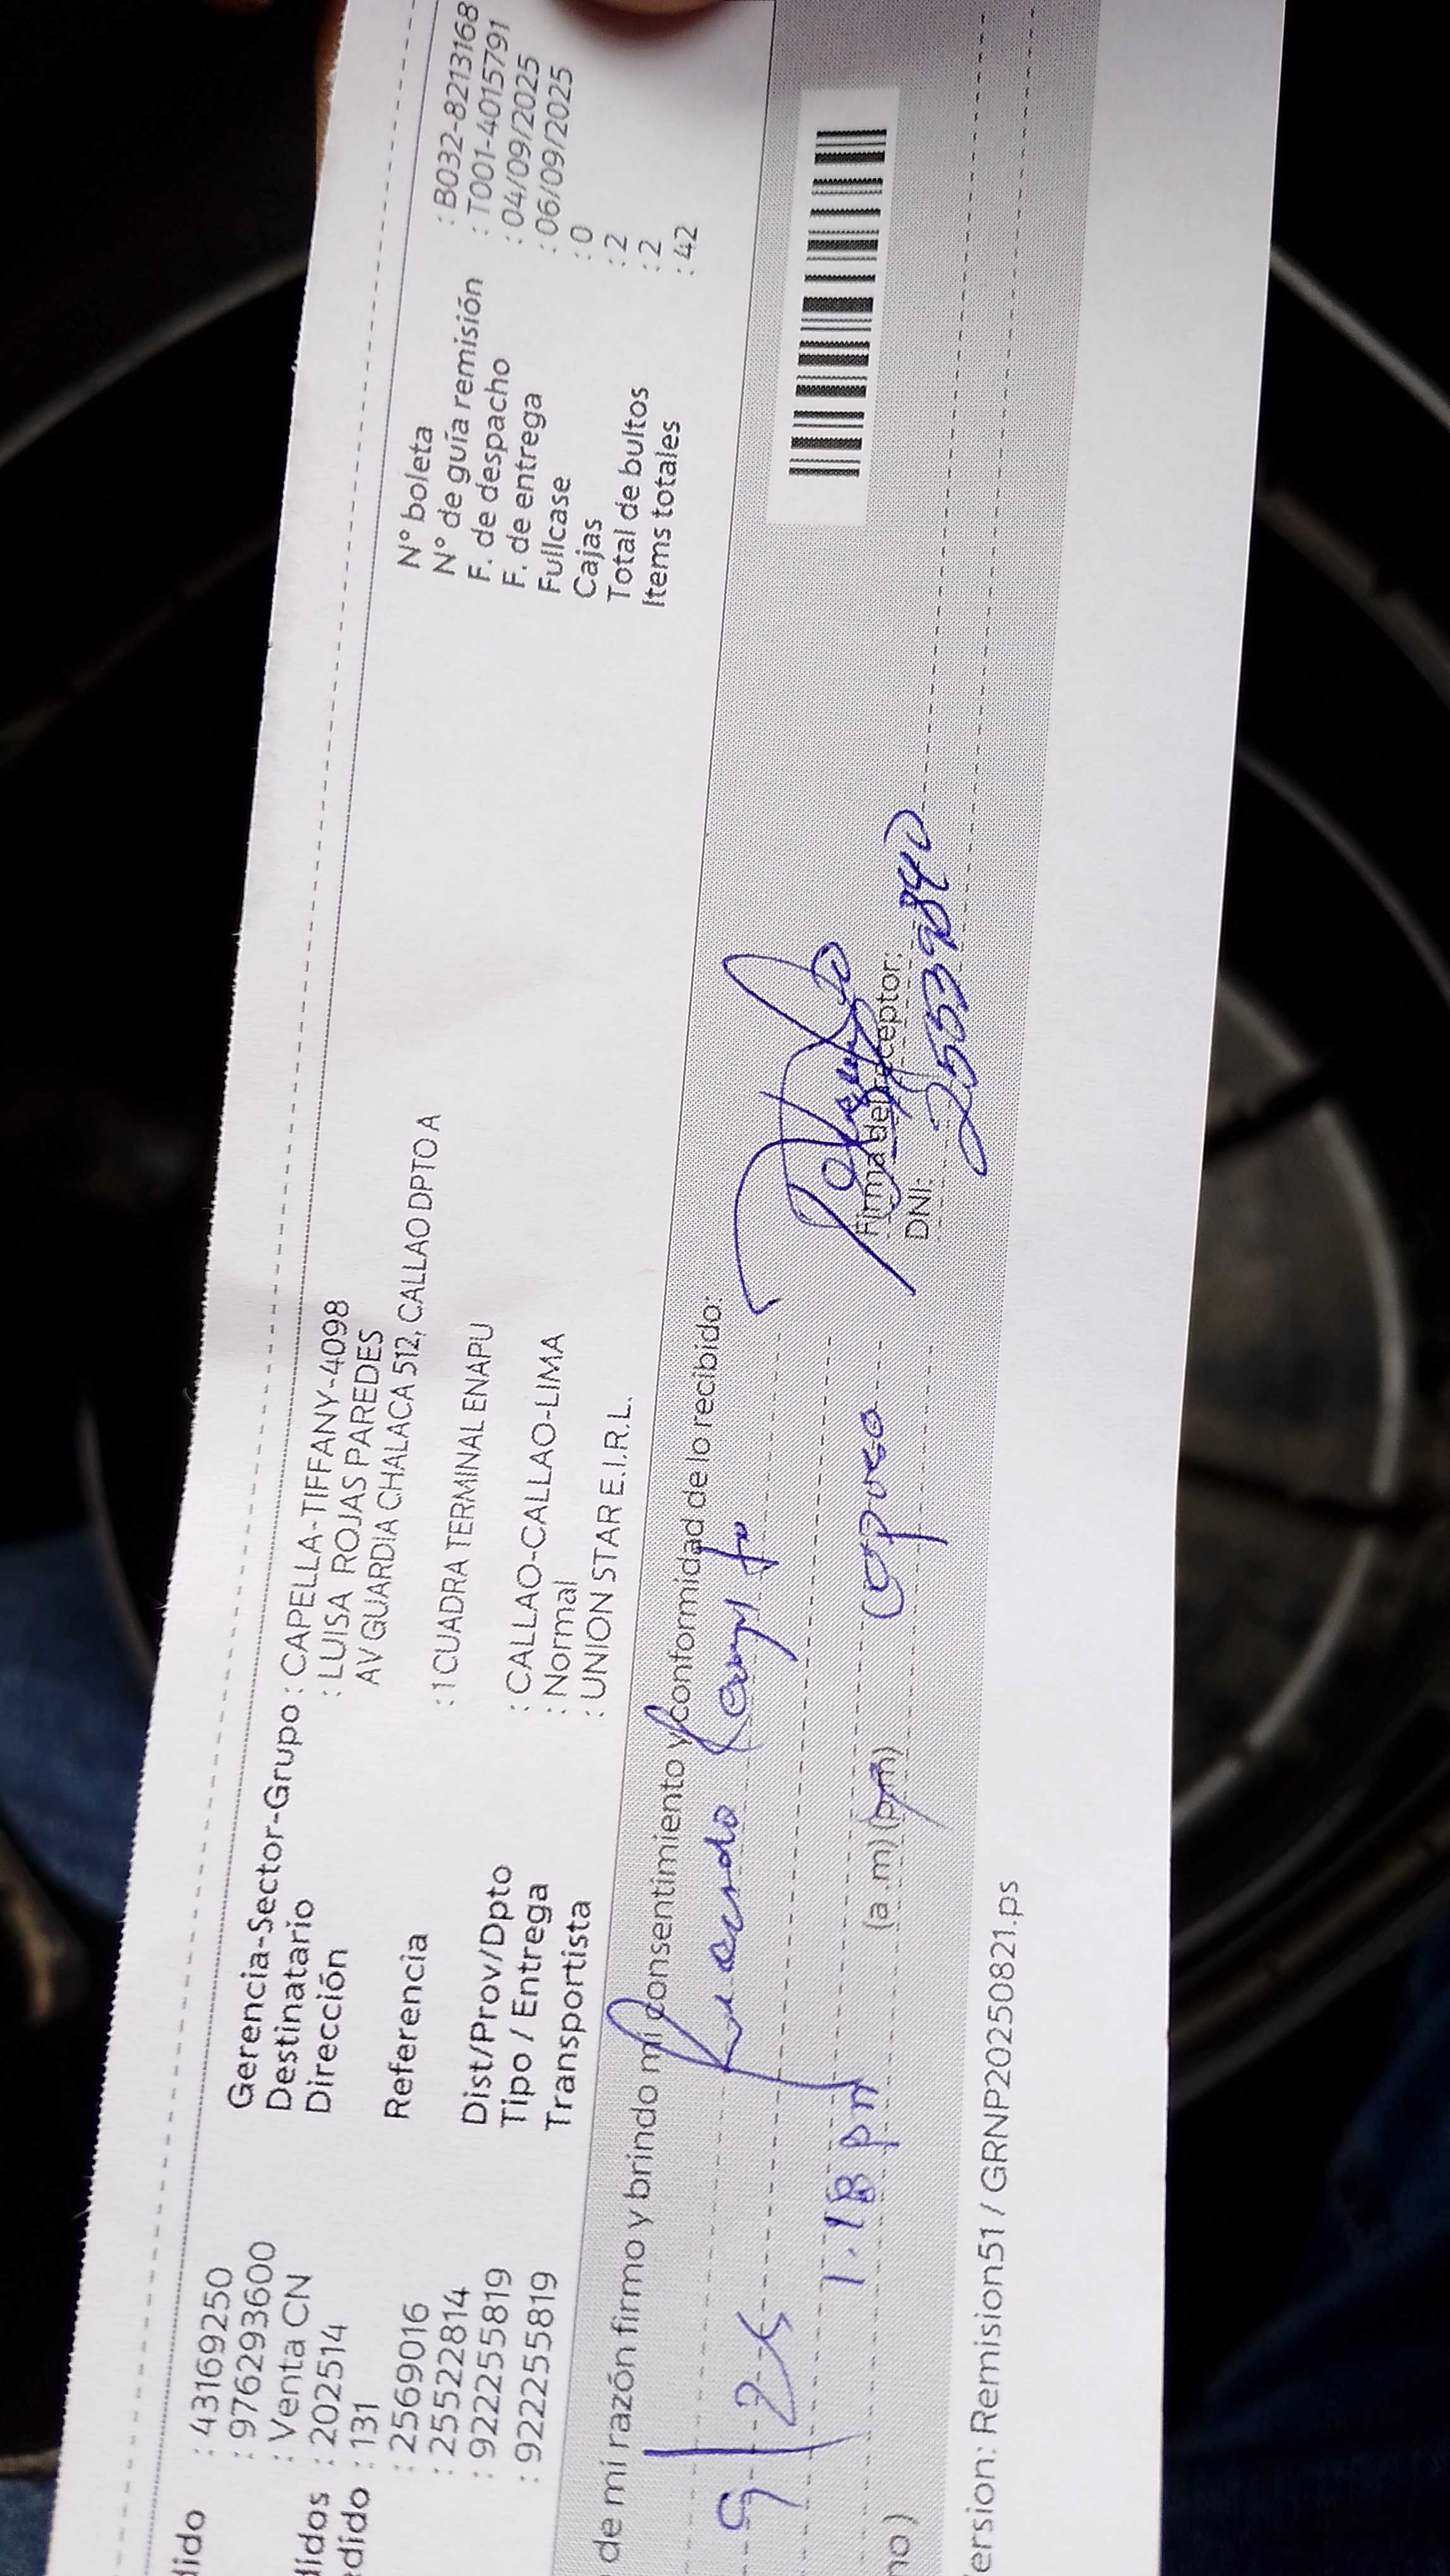 dido : 43169250
: 976293600
: Venta CN
didos : 202514
edido : 131
: 2569016
: 25522814
: 922255819
: 922255819
Gerencia-Sector-Grupo : CAPELLA-TIFFANY-4098
Destinatario : LUISA ROJAS PAREDES
Dirección AV GUARDIA CHALACA 512, CALLAO DPTO A
Referencia : 1 CUADRA TERMINAL ENAPU
Dist/Prov/Dpto : CALLAO-CALLAO-LIMA
Tipo / Entrega : Normal
Transportista : UNION STAR E.I.R.L.
N° boleta : B032-8213168
N° de guía remisión : T001-4015791
F. de despacho : 04/09/2025
F. de entrega : 06/09/2025
Fullcase : 0
Cajas : 2
Total de bultos : 2
Items totales : 42
de mi razón firmo y brindo mi consentimiento y conformidad de lo recibido:
9 / 25
1.18 pm (a .m) (p.m) esposo
no)
Firma del receptor:
DNI: 25539840
ersion: Remision51 / GRNP20250821.ps